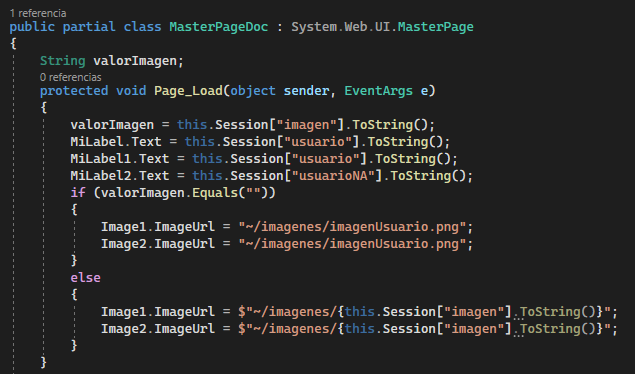 1 referencia
public partial class MasterPageDoc : System.Web.UI.MasterPage
{
String valorImagen;
0 referencias
protected void Page_Load(object sender, EventArgs e)
{
valorImagen = this.Session["imagen"].ToString();
MiLabel.Text = this.Session["usuario"].ToString();
MiLabel1.Text = this.Session["usuario"].ToString();
MiLabel2.Text = this.Session["usuarioNA"].ToString();
if (valorImagen.Equals(""))
{
Image1.ImageUrl = "~/imagenes/imagenUsuario.png";
Image2.ImageUrl = "~/imagenes/imagenUsuario.png";
}
else
{
Image1.ImageUrl = $"~/imagenes/{this.Session["imagen"].ToString()}";
Image2.ImageUrl = $"~/imagenes/{this.Session["imagen"].ToString()}";
}
}